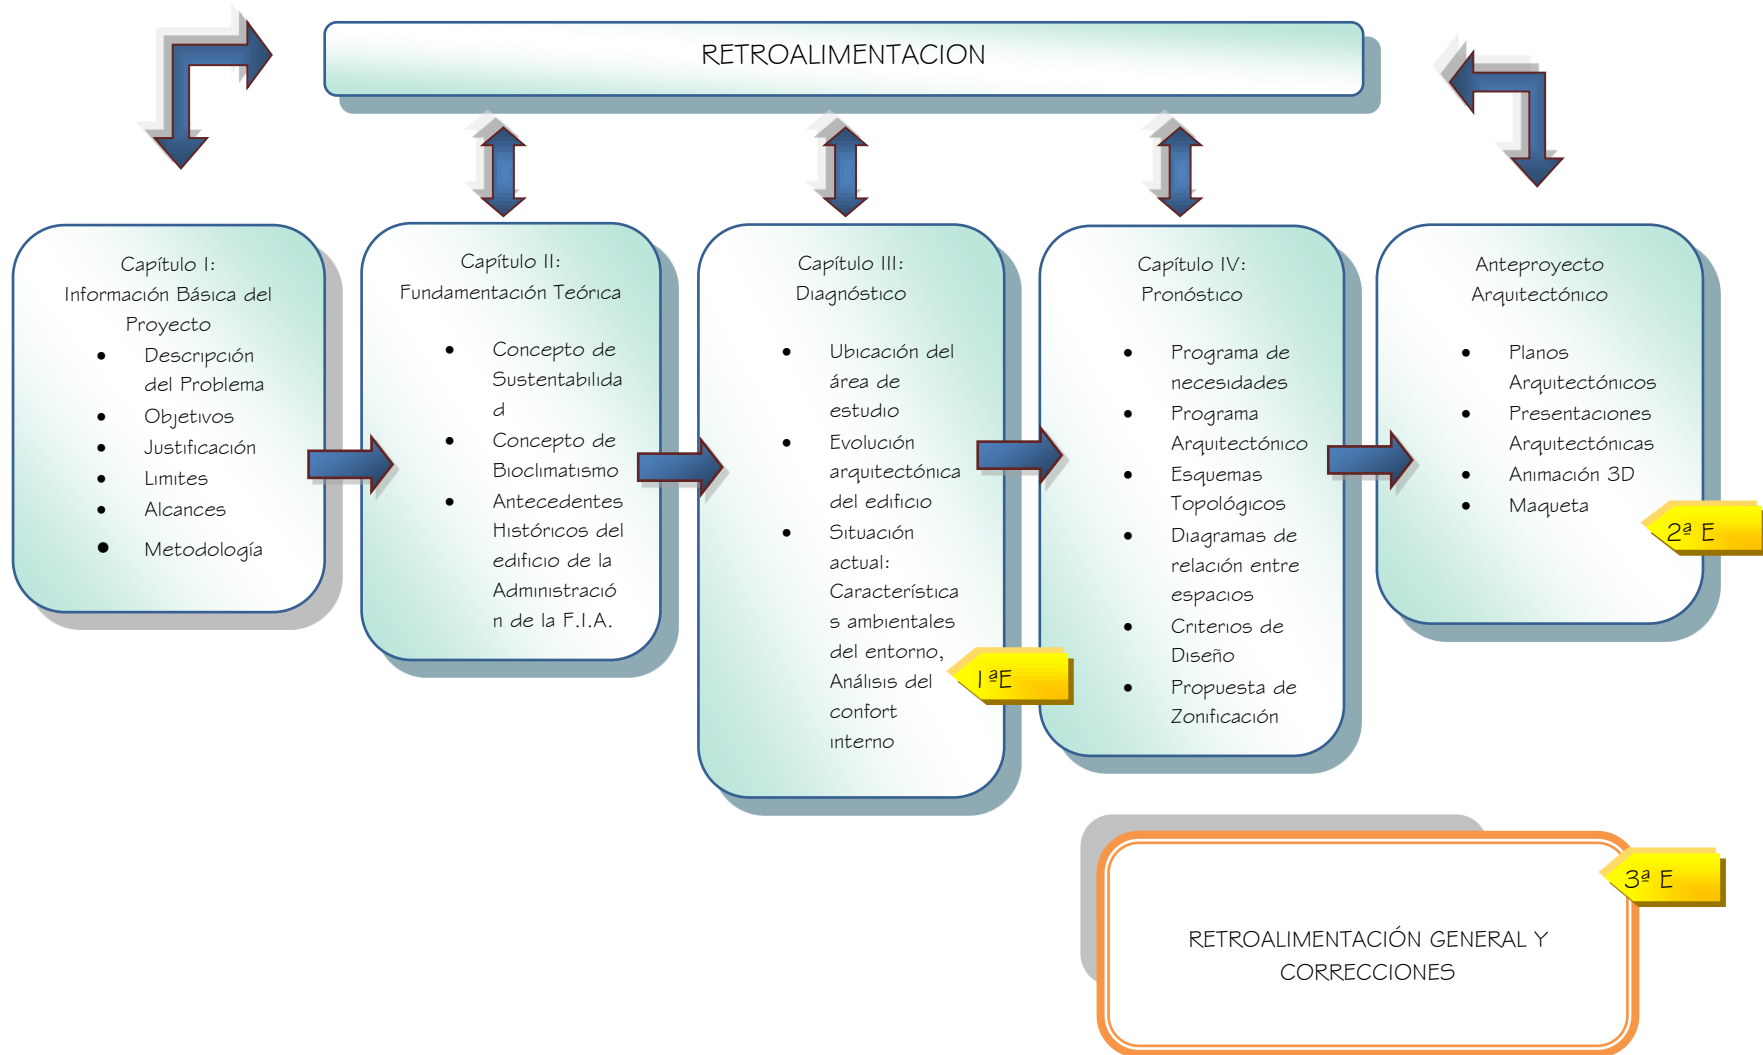 RETROALIMENTACION
Capítulo I:
Información Básica del
Proyecto
• Descripción
del Problema
• Objetivos
• Justificación
• Limites
• Alcances
• Metodología
Capítulo II:
Fundamentación Teórica
• Concepto de
Sustentabilida
d
• Concepto de
Bioclimatismo
• Antecedentes
Históricos del
edificio de la
Administració
n de la F.I.A.
Capítulo III:
Diagnóstico
• Ubicación del
área de
estudio
• Evolución
arquitectónica
del edificio
• Situación
actual:
Característica
s ambientales
del entorno,
Análisis del
confort
interno
1ªE
Capítulo IV:
Pronóstico
• Programa de
necesidades
• Programa
Arquitectónico
• Esquemas
Topológicos
• Diagramas de
relación entre
espacios
• Criterios de
Diseño
• Propuesta de
Zonificación
Anteproyecto
Arquitectónico
• Planos
Arquitectónicos
• Presentaciones
Arquitectónicas
• Animación 3D
• Maqueta
2ª E
3ª E
RETROALIMENTACIÓN GENERAL Y
CORRECCIONES